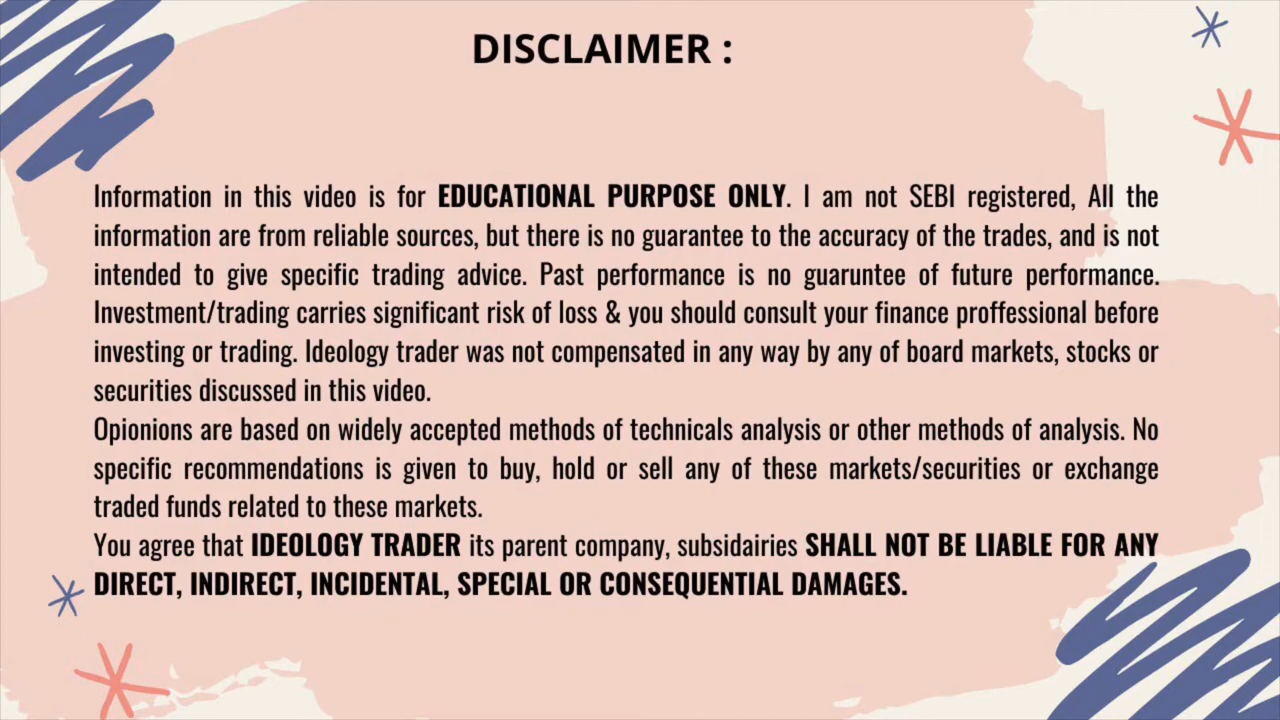 DISCLAIMER :
Information in this video is for EDUCATIONAL PURPOSE ONLY. I am not SEBI registered, All the
information are from reliable sources, but there is no guarantee to the accuracy of the trades, and is not
intended to give specific trading advice. Past performance is no guaruntee of future performance.
Investment/trading carries significant risk of loss & you should consult your finance proffessional before
investing or trading. Ideology trader was not compensated in any way by any of board markets, stocks or
securities discussed in this video.
Opionions are based on widely accepted methods of technicals analysis or other methods of analysis. No
specific recommendations is given to buy, hold or sell any of these markets/securities or exchange
traded funds related to these markets.
You agree that IDEOLOGY TRADER its parent company, subsidairies SHALL NOT BE LIABLE FOR ANY
DIRECT, INDIRECT, INCIDENTAL, SPECIAL OR CONSEQUENTIAL DAMAGES.